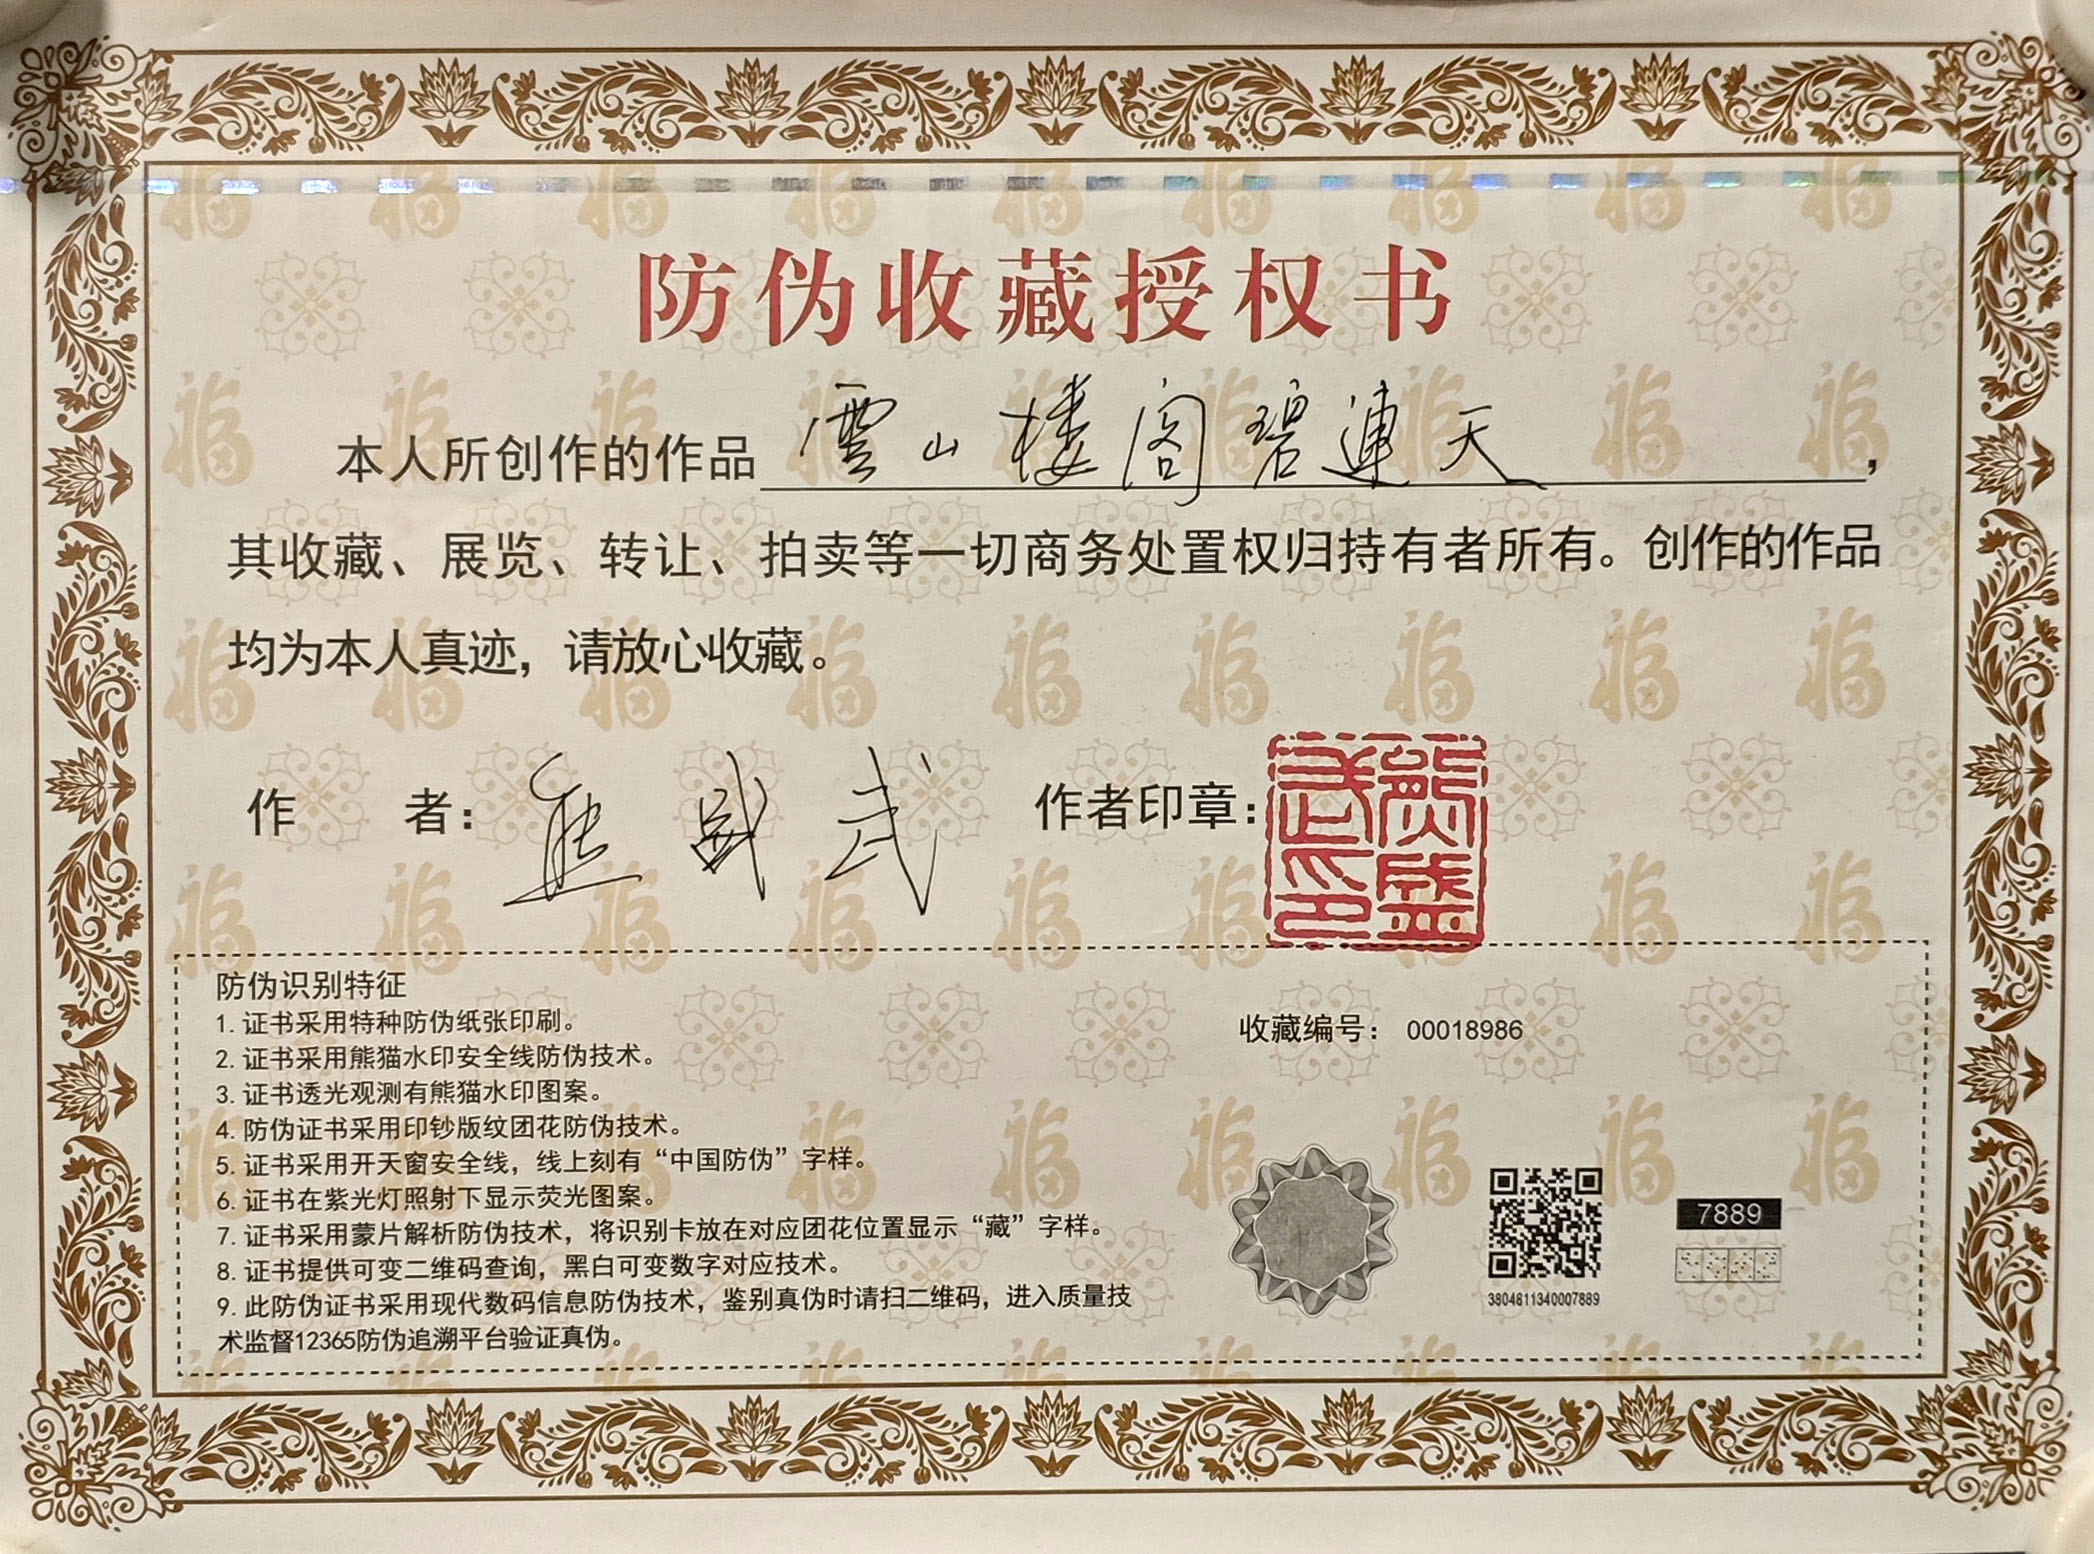 防伪收藏授权书
本人所创作的作品雲山楼阁碧連天,
其收藏、展览、转让、拍卖等一切商务处置权归持有者所有。创作的作品
均为本人真迹,请放心收藏。
作 者: 熊盛武 作者印章: 熊盛武印
防伪识别特征
1. 证书采用特种防伪纸张印刷。
2. 证书采用熊猫水印安全线防伪技术。
3. 证书透光观测有熊猫水印图案。
4. 防伪证书采用印钞版纹团花防伪技术。
5. 证书采用开天窗安全线,线上刻有“中国防伪”字样。
6. 证书在紫光灯照射下显示荧光图案。
7. 证书采用蒙片解析防伪技术,将识别卡放在对应团花位置显示“藏”字样。
8. 证书提供可变二维码查询,黑白可变数字对应技术。
9. 此防伪证书采用现代数码信息防伪技术,鉴别真伪时请扫二维码,进入质量技
术监督12365防伪追溯平台验证真伪。
收藏编号: 00018986
7889
3804811340007889